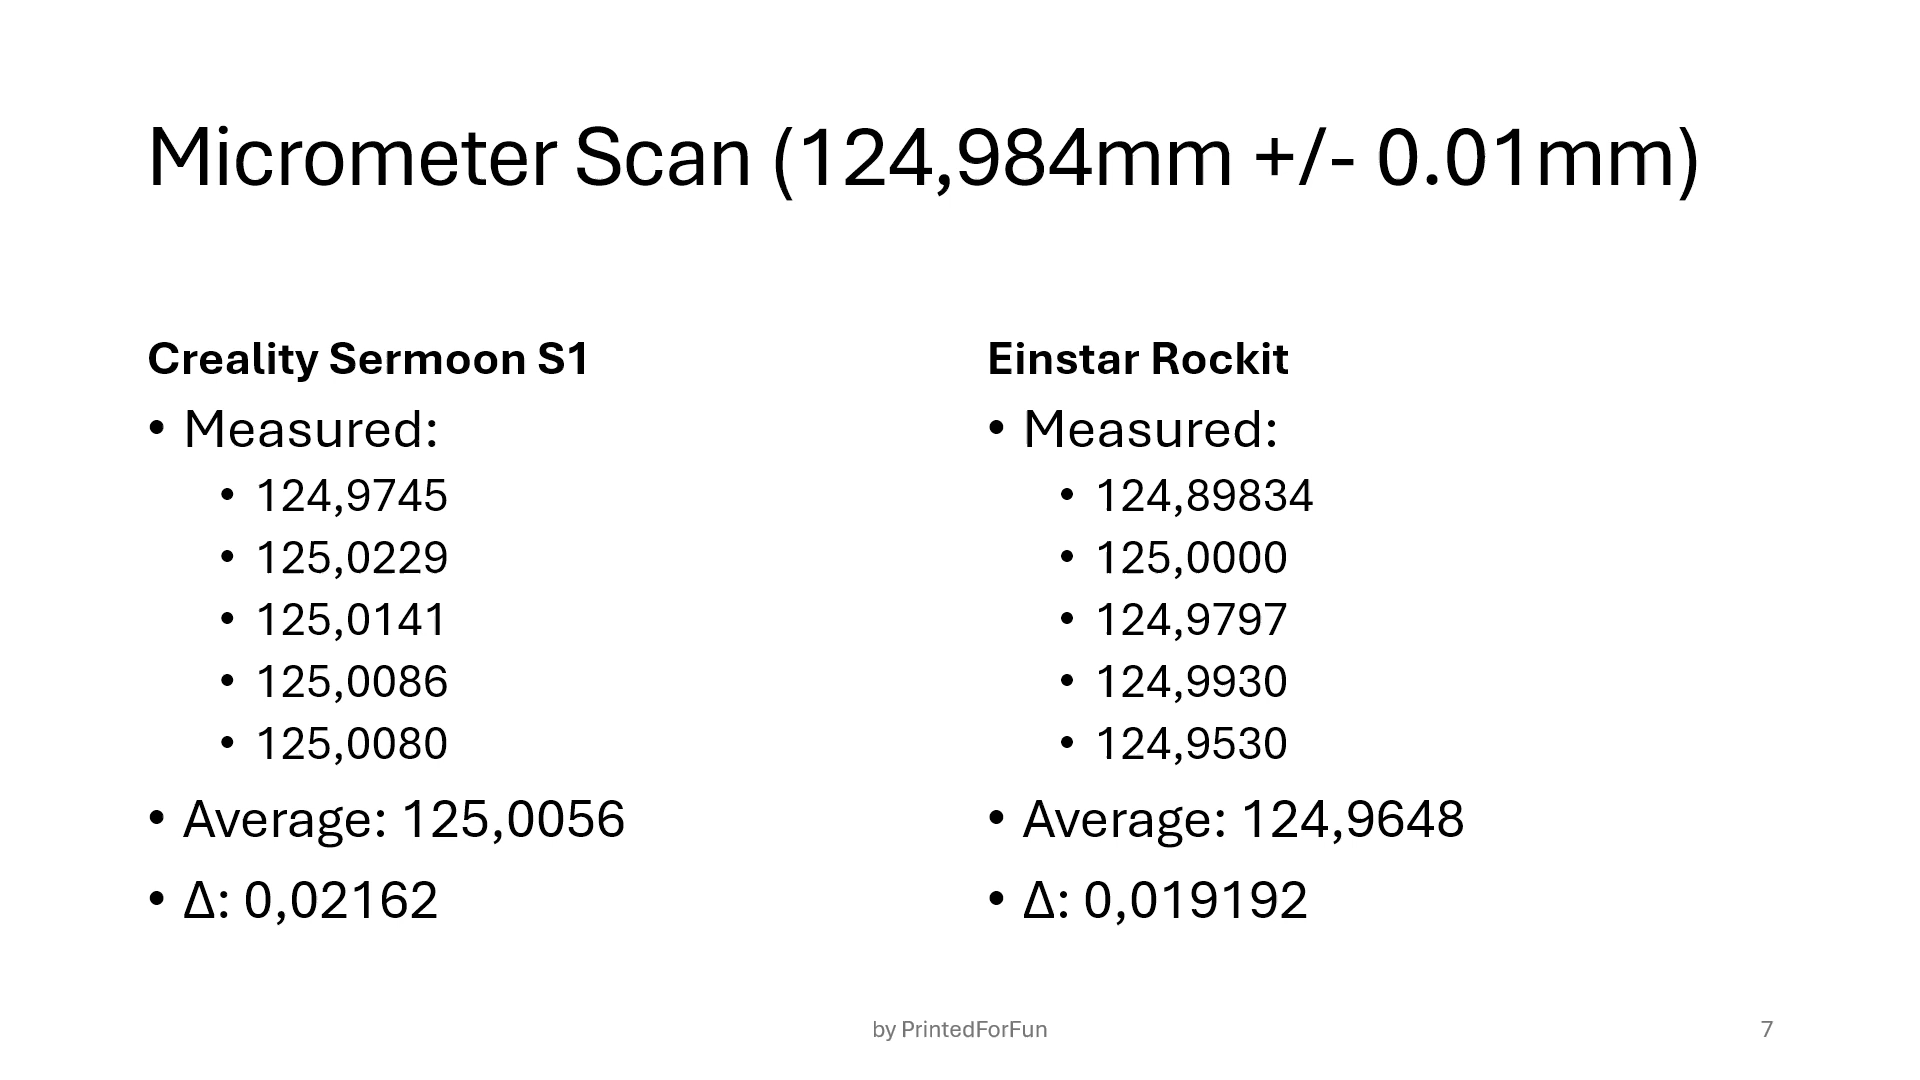 Micrometer Scan (124,984mm +/- 0.01mm)
Creality Sermoon S1
• Measured:
• 124,9745
• 125,0229
• 125,0141
• 125,0086
• 125,0080
• Average: 125,0056
• Δ: 0,02162
Einstar Rockit
• Measured:
• 124,89834
• 125,0000
• 124,9797
• 124,9930
• 124,9530
• Average: 124,9648
• Δ: 0,019192
by PrintedForFun
7